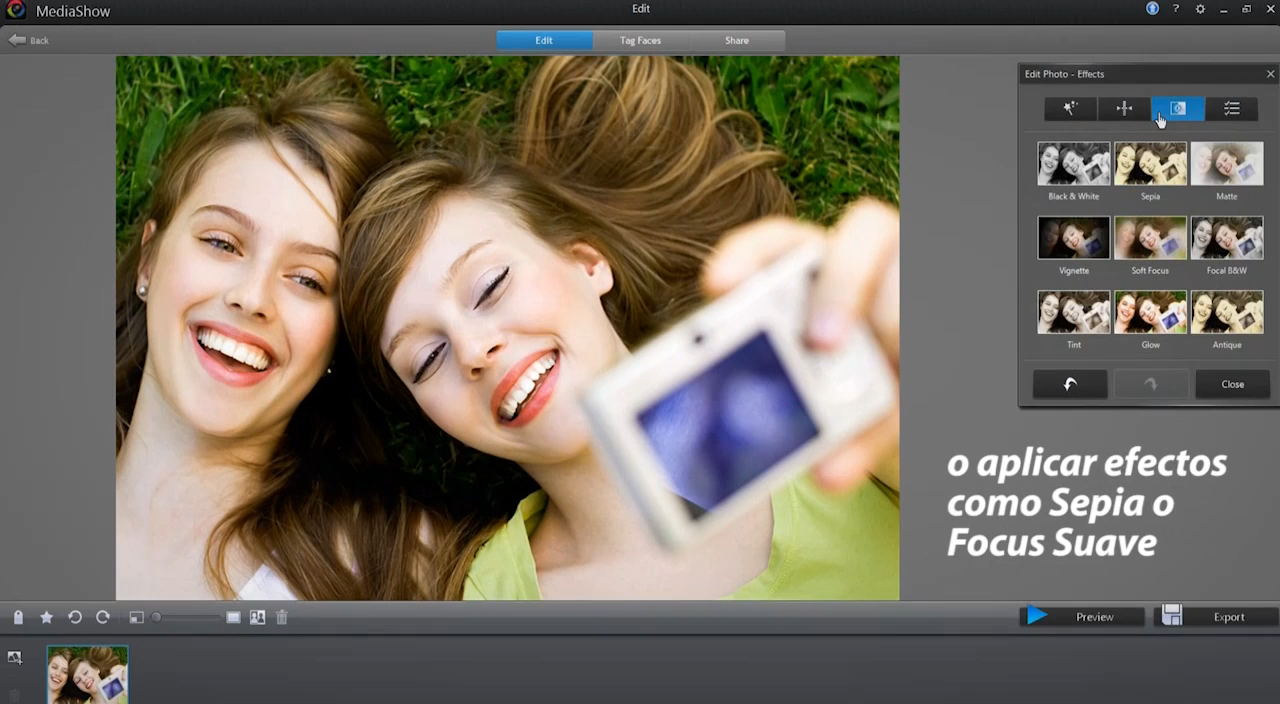 MediaShow
Edit
?
Back
Edit
Tag Faces
Share
Edit Photo - Effects
Black & White
Sepia
Matte
Vignette
Soft Focus
Focal B&W
Tint
Glow
Antique
Close
o aplicar efectos
como Sepia o
Focus Suave
Preview
Export